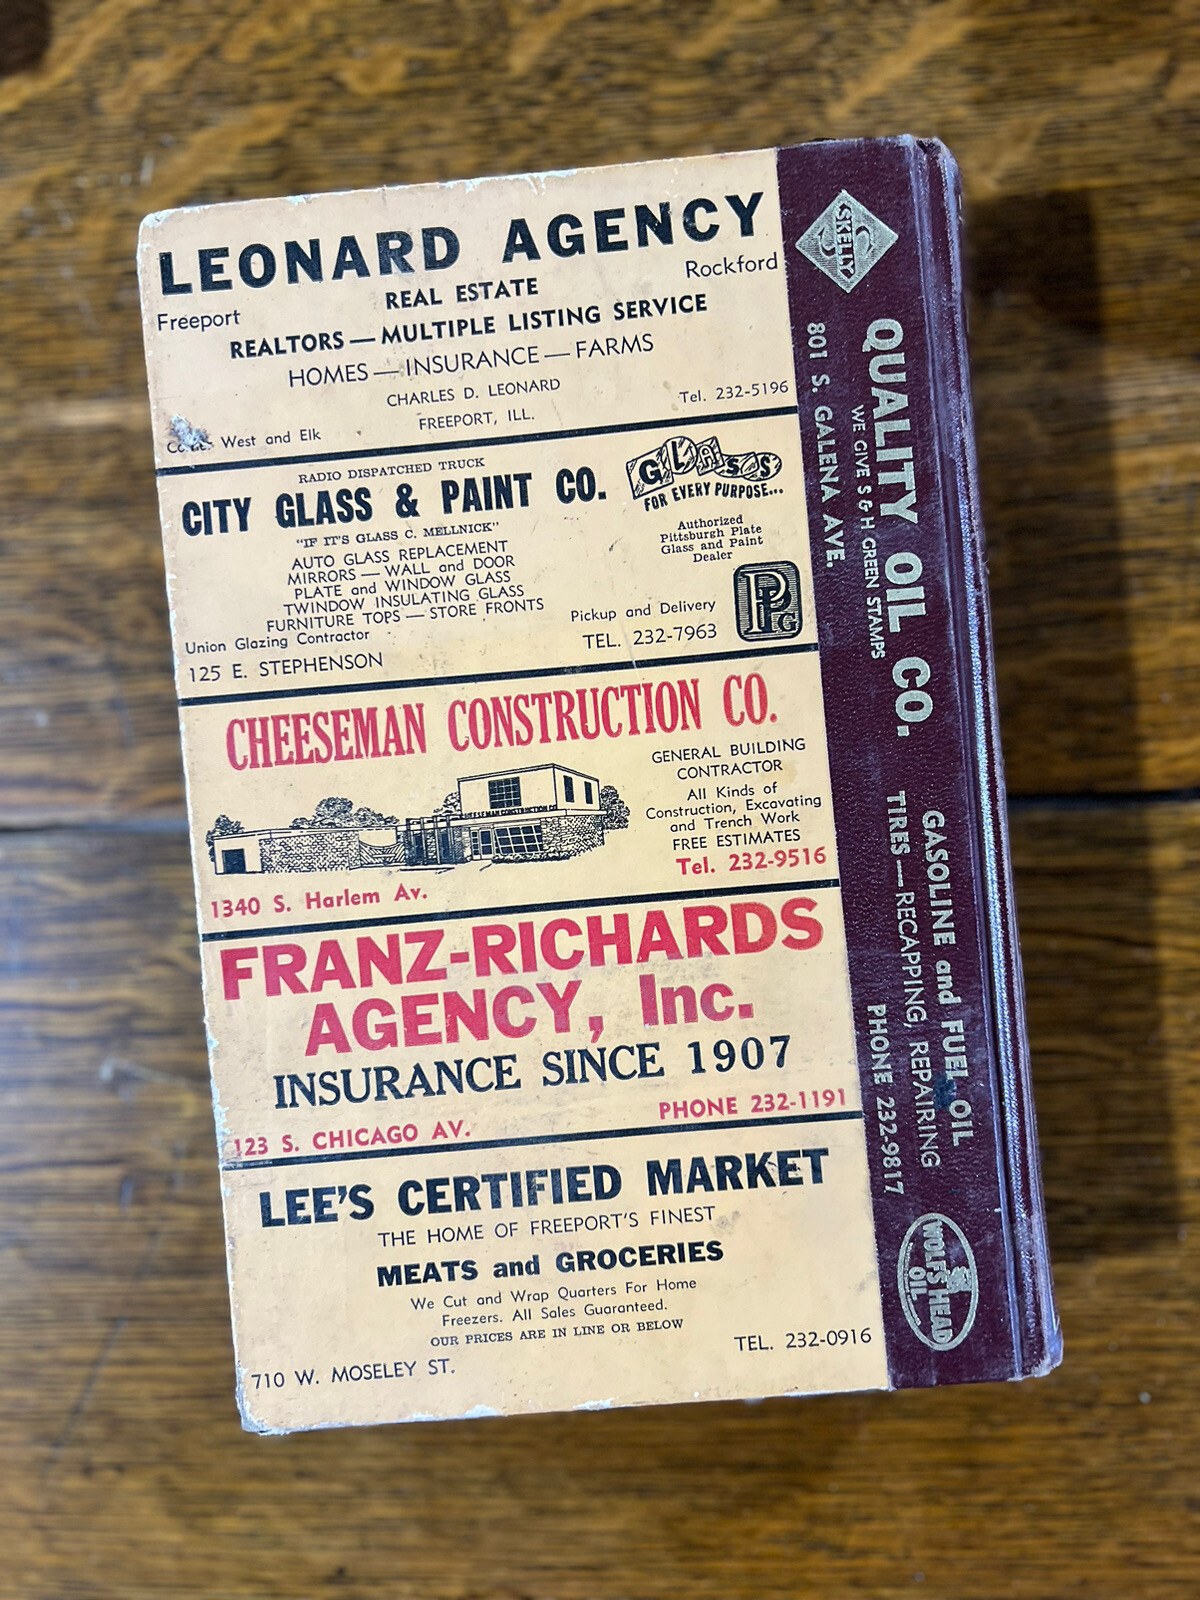 LEONARD AGENCY
Freeport
Rockford
REAL ESTATE
REALTORS — MULTIPLE LISTING SERVICE
HOMES — INSURANCE — FARMS
CHARLES D. LEONARD
FREEPORT, ILL.
Tel. 232-5196
West and Elk
RADIO DISPATCHED TRUCK
CITY GLASS & PAINT CO.
"IF IT'S GLASS C. MELLNICK"
AUTO GLASS REPLACEMENT
MIRRORS — WALL and DOOR
PLATE and WINDOW GLASS
TWINDOW INSULATING GLASS
FURNITURE TOPS — STORE FRONTS
Union Glazing Contractor
125 E. STEPHENSON
GLASS
FOR EVERY PURPOSE...
Authorized
Pittsburgh Plate
Glass and Paint
Dealer
PPG
Pickup and Delivery
TEL. 232-7963
CHEESEMAN CONSTRUCTION CO.
CHEESEMAN CONSTRUCTION CO.
GENERAL BUILDING
CONTRACTOR
All Kinds of
Construction, Excavating
and Trench Work
FREE ESTIMATES
Tel. 232-9516
1340 S. Harlem Av.
FRANZ-RICHARDS
AGENCY, Inc.
INSURANCE SINCE 1907
123 S. CHICAGO AV.
PHONE 232-1191
LEE'S CERTIFIED MARKET
THE HOME OF FREEPORT'S FINEST
MEATS and GROCERIES
We Cut and Wrap Quarters For Home
Freezers. All Sales Guaranteed.
OUR PRICES ARE IN LINE OR BELOW
710 W. MOSELEY ST.
TEL. 232-0916
SKELLY
QUALITY OIL CO.
WE GIVE S & H GREEN STAMPS
801 S. GALENA AVE.
GASOLINE and FUEL OIL
TIRES — RECAPPING, REPAIRING
PHONE 232-9817
WOLF'S HEAD
OIL